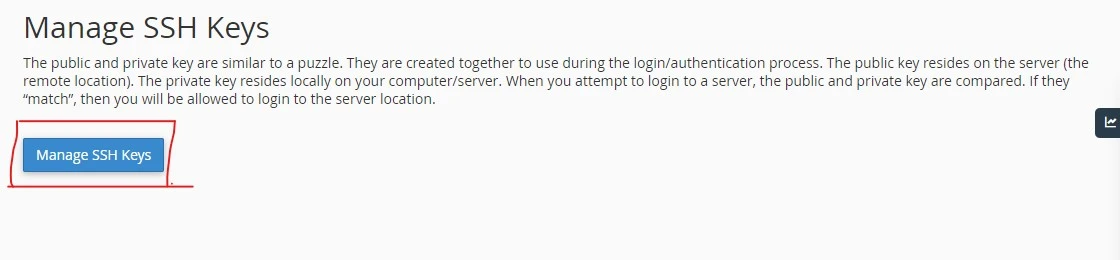 Manage SSH Keys
The public and private key are similar to a puzzle. They are created together to use during the login/authentication process. The public key resides on the server (the
remote location). The private key resides locally on your computer/server. When you attempt to login to a server, the public and private key are compared. If they
“match”, then you will be allowed to login to the server location.
Manage SSH Keys